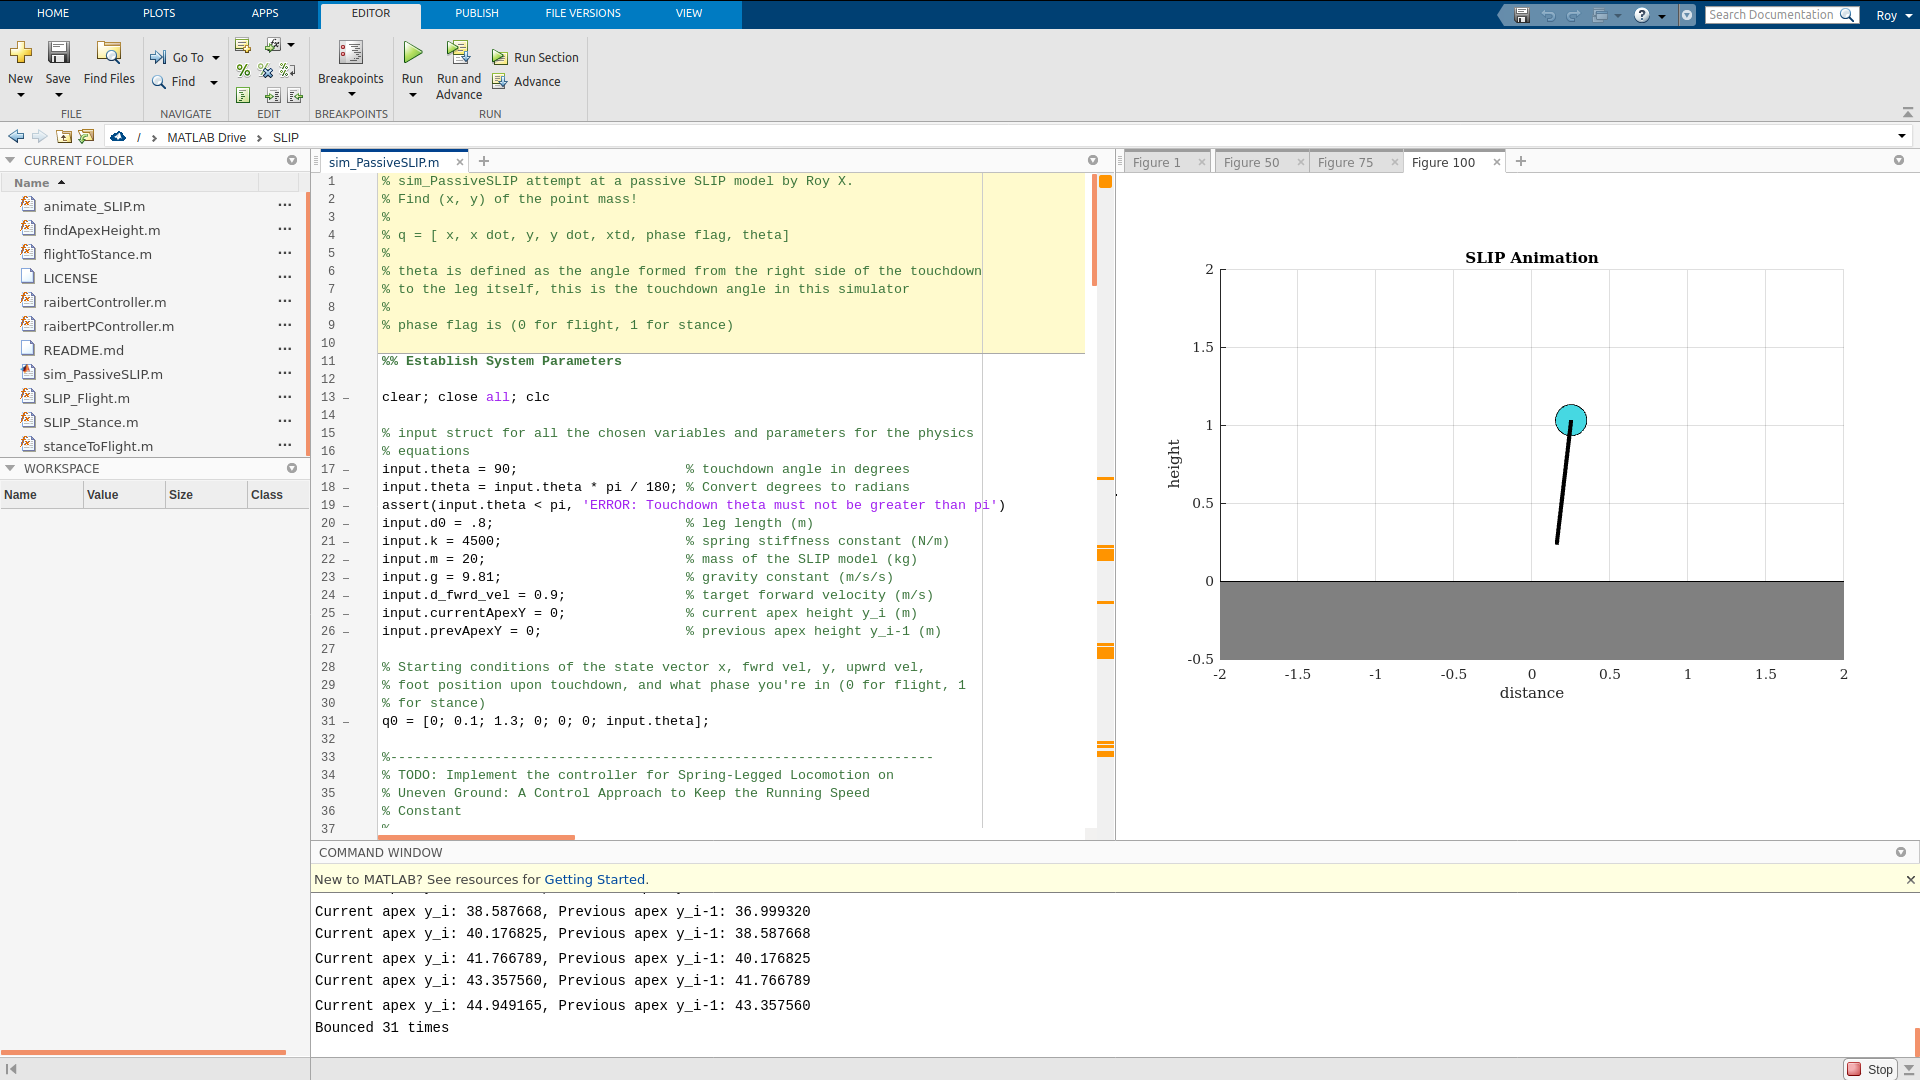 HOME PLOTS APPS EDITOR PUBLISH FILE VERSIONS VIEW
Search Documentation Roy
New
Save
Find Files
Go To
Find
Breakpoints
Run
Run and
Advance
Run Section
Advance
FILE NAVIGATE EDIT BREAKPOINTS RUN
/ MATLAB Drive SLIP
CURRENT FOLDER
Name
animate_SLIP.m
findApexHeight.m
flightToStance.m
LICENSE
raibertController.m
raibertPController.m
README.md
sim_PassiveSLIP.m
SLIP_Flight.m
SLIP_Stance.m
stanceToFlight.m
WORKSPACE
Name Value Size Class
sim_PassiveSLIP.m
1 % sim_PassiveSLIP attempt at a passive SLIP model by Roy X.
2 % Find (x, y) of the point mass!
3 %
4 % q = [ x, x dot, y, y dot, xtd, phase flag, theta]
5 %
6 % theta is defined as the angle formed from the right side of the touchdown
7 % to the leg itself, this is the touchdown angle in this simulator
8 %
9 % phase flag is (0 for flight, 1 for stance)
10
11 %% Establish System Parameters
12
13 – clear; close all; clc
14
15 % input struct for all the chosen variables and parameters for the physics
16 % equations
17 – input.theta = 90; % touchdown angle in degrees
18 – input.theta = input.theta * pi / 180; % Convert degrees to radians
19 – assert(input.theta < pi, 'ERROR: Touchdown theta must not be greater than pi')
20 – input.d0 = .8; % leg length (m)
21 – input.k = 4500; % spring stiffness constant (N/m)
22 – input.m = 20; % mass of the SLIP model (kg)
23 – input.g = 9.81; % gravity constant (m/s/s)
24 – input.d_fwrd_vel = 0.9; % target forward velocity (m/s)
25 – input.currentApexY = 0; % current apex height y_i (m)
26 – input.prevApexY = 0; % previous apex height y_i-1 (m)
27
28 % Starting conditions of the state vector x, fwrd vel, y, upwrd vel,
29 % foot position upon touchdown, and what phase you're in (0 for flight, 1
30 % for stance)
31 – q0 = [0; 0.1; 1.3; 0; 0; 0; input.theta];
32
33 %--------------------------------------------------------------------
34 % TODO: Implement the controller for Spring-Legged Locomotion on
35 % Uneven Ground: A Control Approach to Keep the Running Speed
36 % Constant
37 %
Figure 1 Figure 50 Figure 75 Figure 100
SLIP Animation
2
1.5
1
0.5
0
-0.5
height
-2 -1.5 -1 -0.5 0 0.5 1 1.5 2
distance
COMMAND WINDOW
New to MATLAB? See resources for Getting Started.
Current apex y_i: 38.587668, Previous apex y_i-1: 36.999320
Current apex y_i: 40.176825, Previous apex y_i-1: 38.587668
Current apex y_i: 41.766789, Previous apex y_i-1: 40.176825
Current apex y_i: 43.357560, Previous apex y_i-1: 41.766789
Current apex y_i: 44.949165, Previous apex y_i-1: 43.357560
Bounced 31 times
Stop